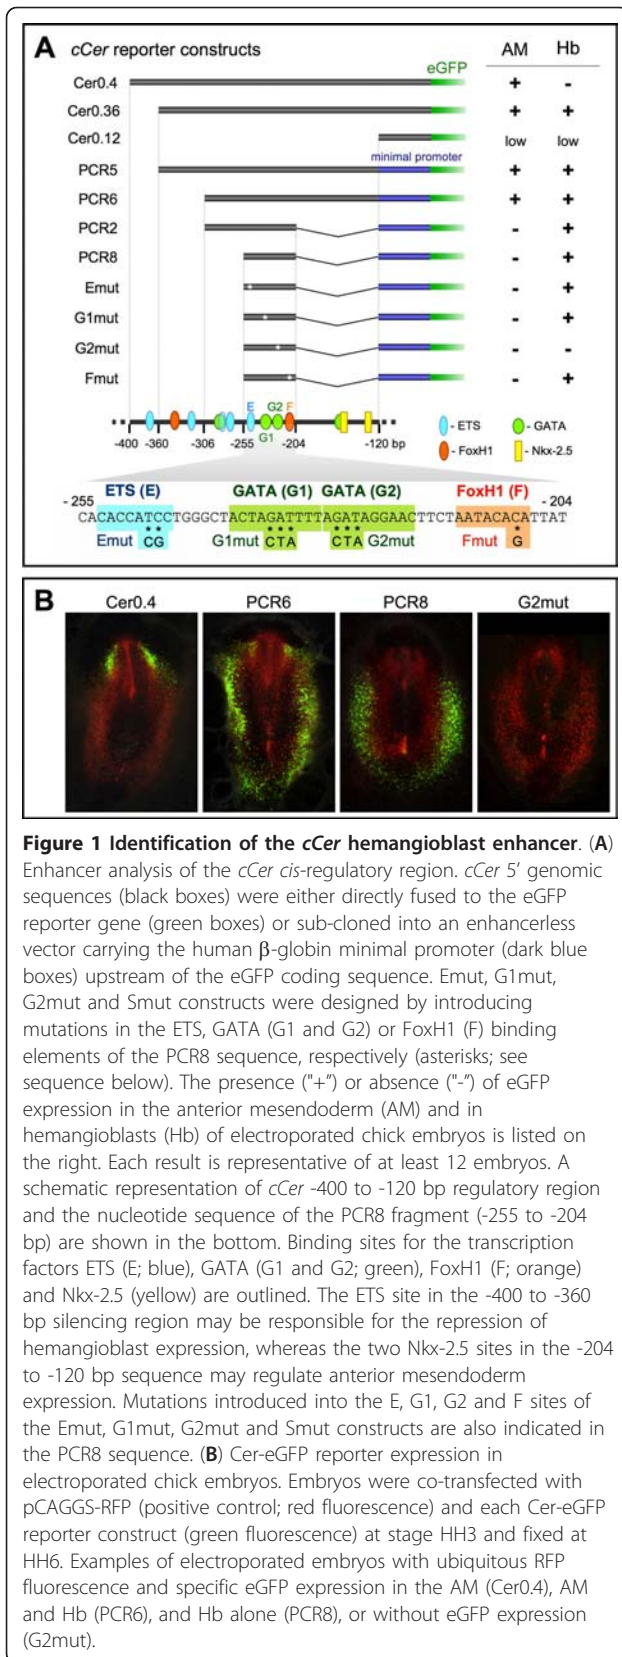 A cCer reporter constructs AM Hb
eGFP
Cer0.4 + -
Cer0.36 + +
Cer0.12 low low
minimal promoter
PCR5 + +
PCR6 + +
PCR2 - +
PCR8 - +
Emut - +
G1mut - +
G2mut - -
Fmut - +
E G2 F
G1
-400 -360 -306 -255 -204 -120 bp
- ETS - GATA
- FoxH1 - Nkx-2.5
ETS (E) GATA (G1) GATA (G2) FoxH1 (F)
- 255 - 204
CACACCATCCTGGGCTACTAGATTTTAGATAGGAACTTCTAATACACATTAT
** *** *** *
Emut CG G1mut CTA CTA G2mut Fmut G
B Cer0.4 PCR6 PCR8 G2mut
Figure 1 Identification of the cCer hemangioblast enhancer. (A)
Enhancer analysis of the cCer cis-regulatory region. cCer 5’ genomic
sequences (black boxes) were either directly fused to the eGFP
reporter gene (green boxes) or sub-cloned into an enhancerless
vector carrying the human β-globin minimal promoter (dark blue
boxes) upstream of the eGFP coding sequence. Emut, G1mut,
G2mut and Smut constructs were designed by introducing
mutations in the ETS, GATA (G1 and G2) or FoxH1 (F) binding
elements of the PCR8 sequence, respectively (asterisks; see
sequence below). The presence ("+") or absence ("-") of eGFP
expression in the anterior mesendoderm (AM) and in
hemangioblasts (Hb) of electroporated chick embryos is listed on
the right. Each result is representative of at least 12 embryos. A
schematic representation of cCer -400 to -120 bp regulatory region
and the nucleotide sequence of the PCR8 fragment (-255 to -204
bp) are shown in the bottom. Binding sites for the transcription
factors ETS (E; blue), GATA (G1 and G2; green), FoxH1 (F; orange)
and Nkx-2.5 (yellow) are outlined. The ETS site in the -400 to -360
bp silencing region may be responsible for the repression of
hemangioblast expression, whereas the two Nkx-2.5 sites in the -204
to -120 bp sequence may regulate anterior mesendoderm
expression. Mutations introduced into the E, G1, G2 and F sites of
the Emut, G1mut, G2mut and Smut constructs are also indicated in
the PCR8 sequence. (B) Cer-eGFP reporter expression in
electroporated chick embryos. Embryos were co-transfected with
pCAGGS-RFP (positive control; red fluorescence) and each Cer-eGFP
reporter construct (green fluorescence) at stage HH3 and fixed at
HH6. Examples of electroporated embryos with ubiquitous RFP
fluorescence and specific eGFP expression in the AM (Cer0.4), AM
and Hb (PCR6), and Hb alone (PCR8), or without eGFP expression
(G2mut).